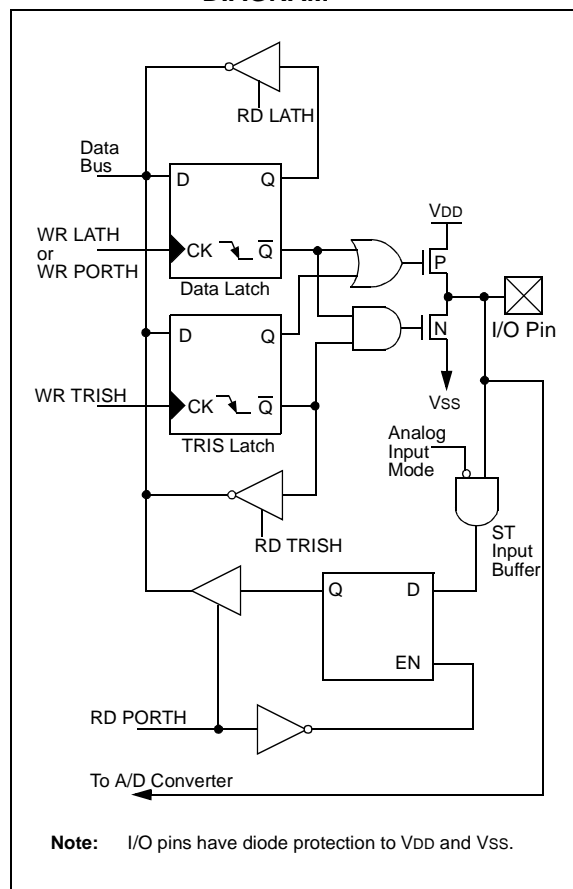 RD LATH
Data
Bus
D
Q
VDD
WR LATH
or
WR PORTH
CK
Q
P
Data Latch
I/O Pin
D
Q
N
WR TRISH
CK
Q
VSS
TRIS Latch
Analog
Input
Mode
RD TRISH
ST
Input
Buffer
Q
D
EN
RD PORTH
To A/D Converter
Note: I/O pins have diode protection to VDD and VSS.